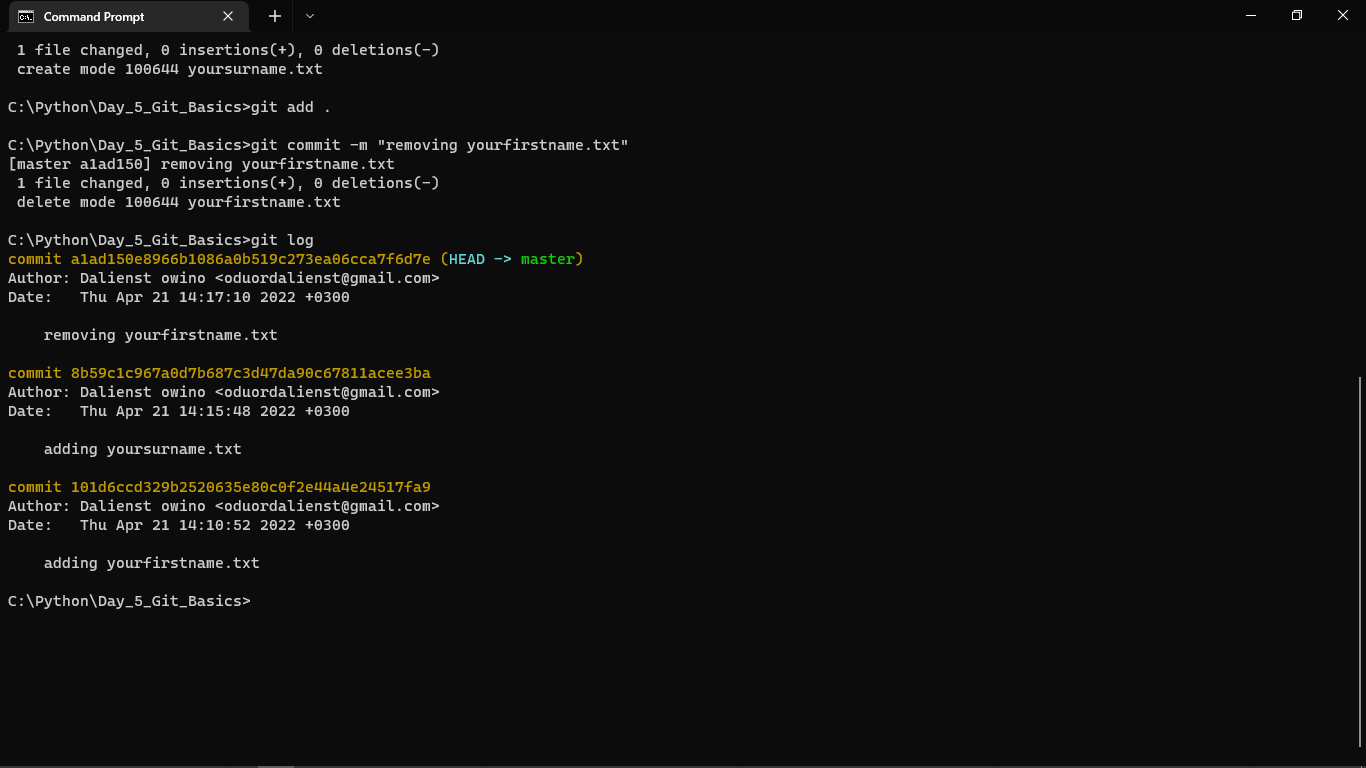 Command Prompt
 1 file changed, 0 insertions(+), 0 deletions(-)
 create mode 100644 yoursurname.txt
C:\Python\Day_5_Git_Basics>git add .
C:\Python\Day_5_Git_Basics>git commit -m "removing yourfirstname.txt"
[master a1ad150] removing yourfirstname.txt
 1 file changed, 0 insertions(+), 0 deletions(-)
 delete mode 100644 yourfirstname.txt
C:\Python\Day_5_Git_Basics>git log
commit a1ad150e8966b1086a0b519c273ea06cca7f6d7e (HEAD -> master)
Author: Dalienst owino <oduordalienst@gmail.com>
Date:   Thu Apr 21 14:17:10 2022 +0300
    removing yourfirstname.txt
commit 8b59c1c967a0d7b687c3d47da90c67811acee3ba
Author: Dalienst owino <oduordalienst@gmail.com>
Date:   Thu Apr 21 14:15:48 2022 +0300
    adding yoursurname.txt
commit 101d6ccd329b2520635e80c0f2e44a4e24517fa9
Author: Dalienst owino <oduordalienst@gmail.com>
Date:   Thu Apr 21 14:10:52 2022 +0300
    adding yourfirstname.txt
C:\Python\Day_5_Git_Basics>